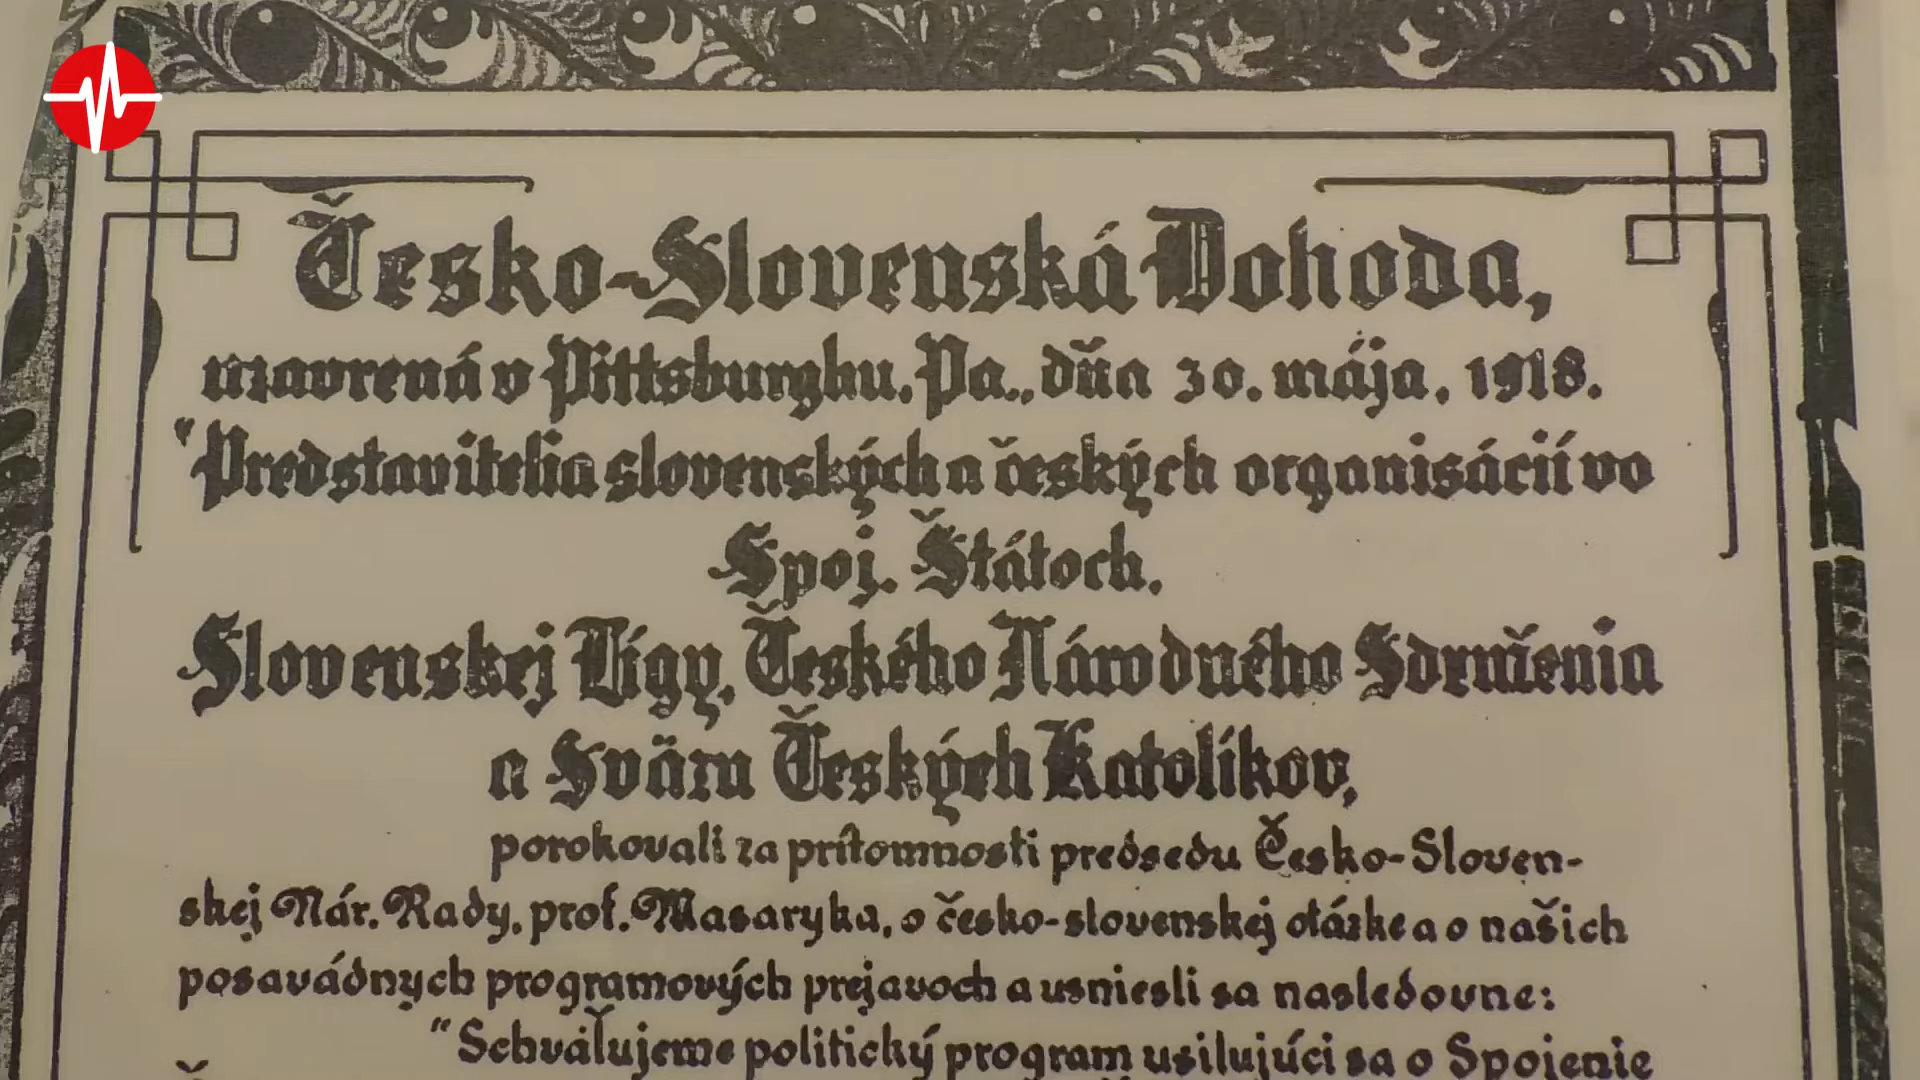 Česko-Slovenská Dohoda,
uzavrená v Pittsburghu, Pa., dňa 30. mája, 1918.
"Predstavitelia slovenských a českých organisácií vo
Spoj. Štátoch,
Slovenskej Lígy, Českého Národného Sdruženia
a Sväzu Českých Katolíkov,
porokovali za prítomnosti predsedu Česko-Sloven-
skej Nár. Rady, prof. Masaryka, o česko-slovenskej otázke a o našich
posavádnych programových prejavoch a usniesli sa nasledovne:
"Schvaľujeme politický program usilujúci sa o Spojenie